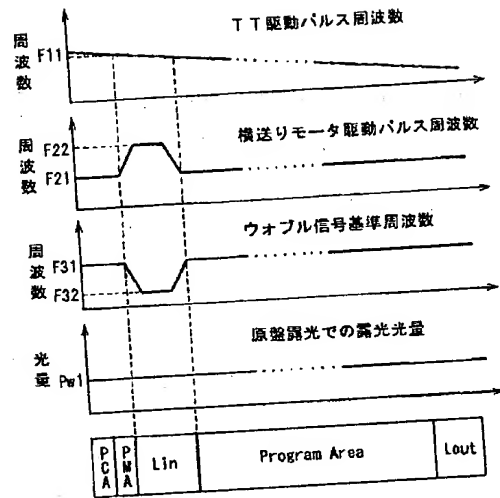 TT駆動パルス周波数
周波数
F11
横送りモータ駆動パルス周波数
周波数
F22
F21
ウォブル信号基準周波数
周波数
F31
F32
原盤露光での露光光量
光量
Pw1
PCA
PMA
Lin
Program Area
Lout